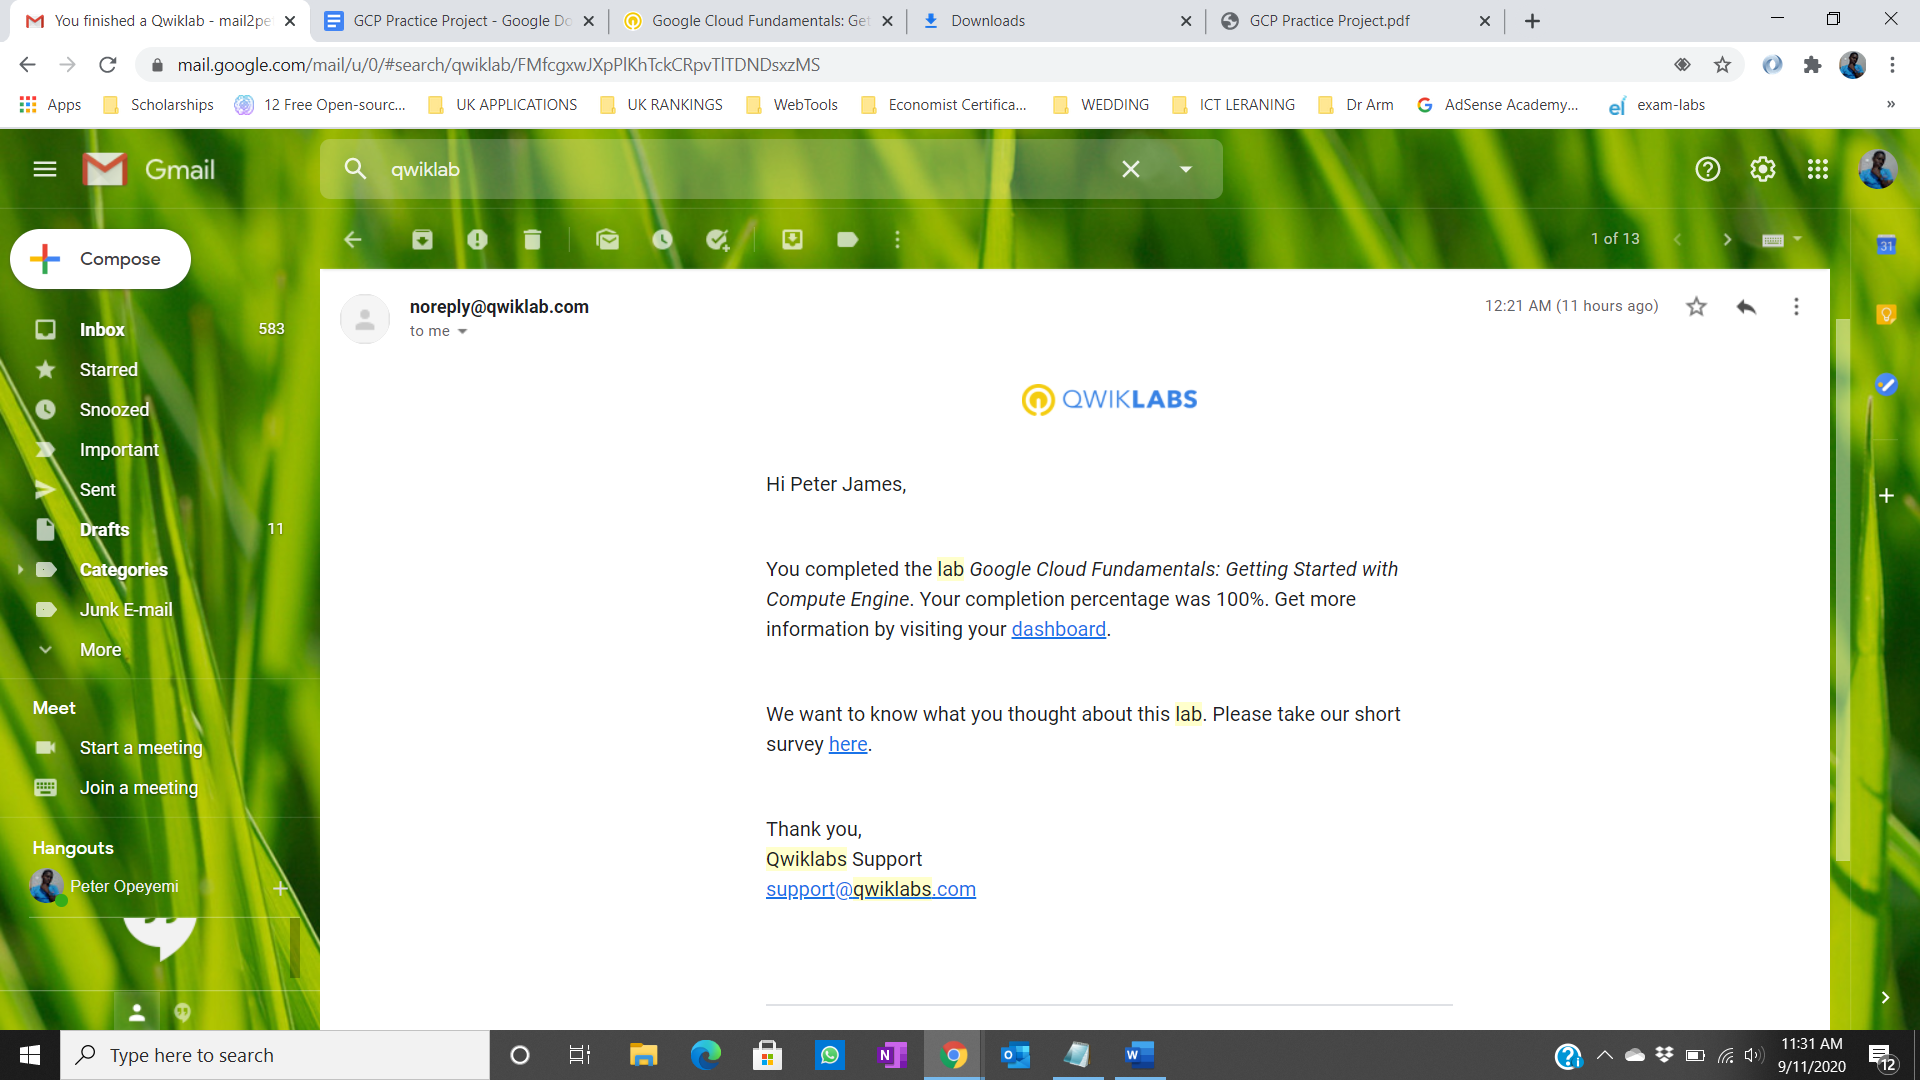 You finished a Qwiklab - mail2pe
GCP Practice Project - Google Do
Google Cloud Fundamentals: Get
Downloads
GCP Practice Project.pdf
mail.google.com/mail/u/0/#search/qwiklab/FMfcgxwJXpPlKhTckCRpvTlTDNDsxzMS
Apps
Scholarships
12 Free Open-sourc...
UK APPLICATIONS
UK RANKINGS
WebTools
Economist Certifica...
WEDDING
ICT LERANING
Dr Arm
AdSense Academy...
exam-labs
»
Gmail
qwiklab
1 of 13
Compose
Inbox 583
Starred
Snoozed
Important
Sent
Drafts 11
Categories
Junk E-mail
More
Meet
Start a meeting
Join a meeting
Hangouts
Peter Opeyemi
noreply@qwiklab.com
to me
12:21 AM (11 hours ago)
QWIKLABS
Hi Peter James,
You completed the lab Google Cloud Fundamentals: Getting Started with
Compute Engine. Your completion percentage was 100%. Get more
information by visiting your dashboard.
We want to know what you thought about this lab. Please take our short
survey here.
Thank you,
Qwiklabs Support
support@qwiklabs.com
31
Type here to search
11:31 AM
9/11/2020
12